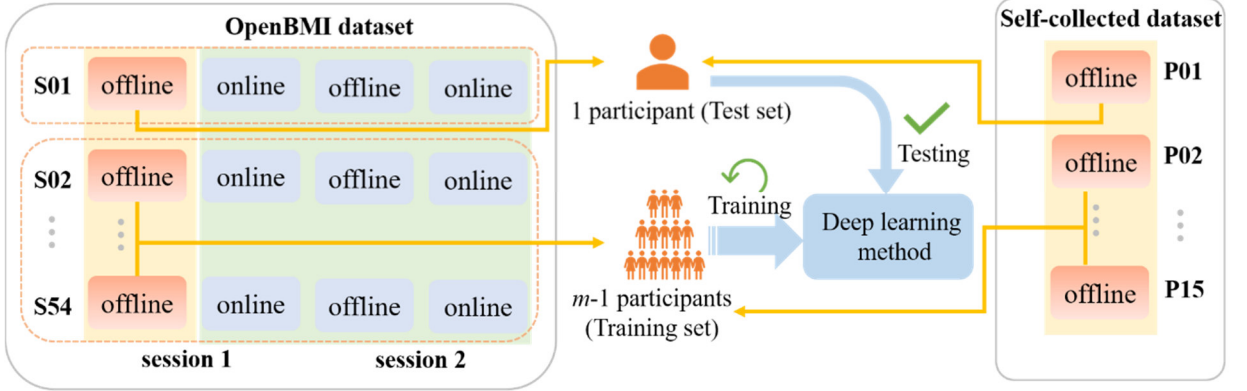 OpenBMI dataset
S01
offline
online
offline
online
S02
offline
online
offline
online
S54
offline
online
offline
online
session 1
session 2
1 participant (Test set)
Testing
Training
Deep learning
method
m-1 participants
(Training set)
Self-collected dataset
offline
P01
offline
P02
offline
P15